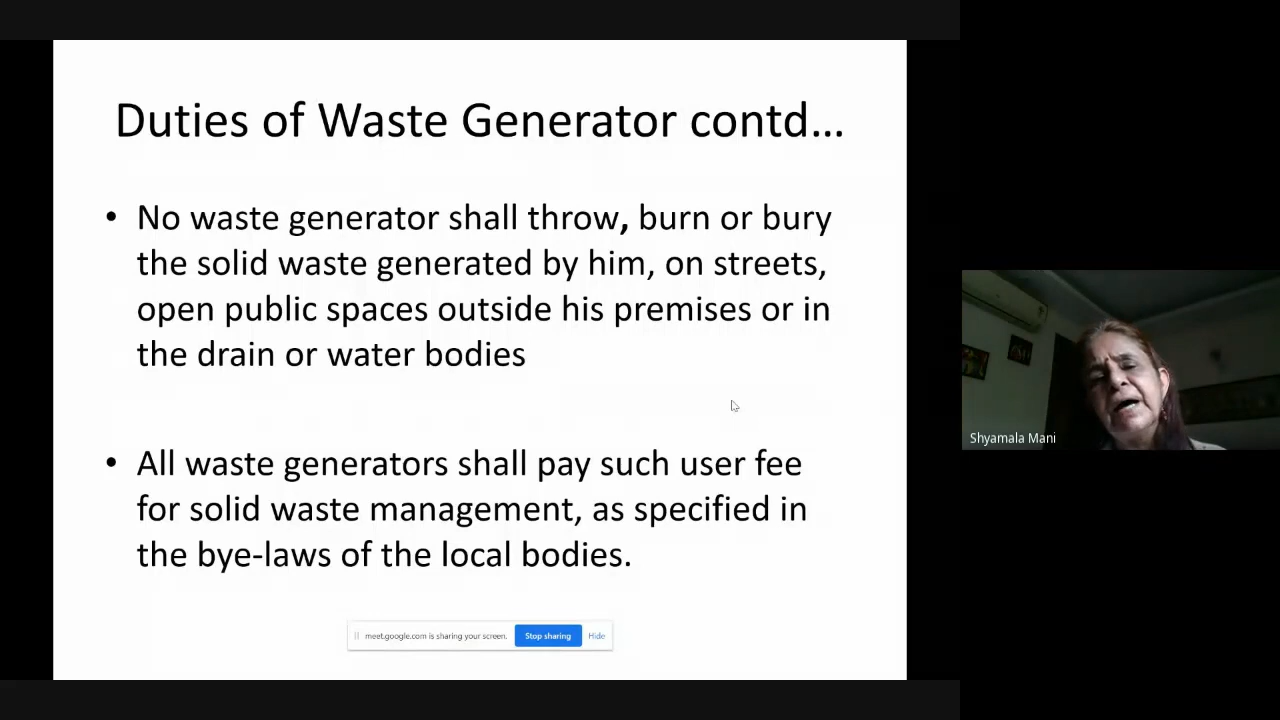 Duties of Waste Generator contd…
• No waste generator shall throw, burn or bury
the solid waste generated by him, on streets,
open public spaces outside his premises or in
the drain or water bodies
• All waste generators shall pay such user fee
for solid waste management, as specified in
the bye-laws of the local bodies.
meet.google.com is sharing your screen. Stop sharing Hide
Shyamala Mani